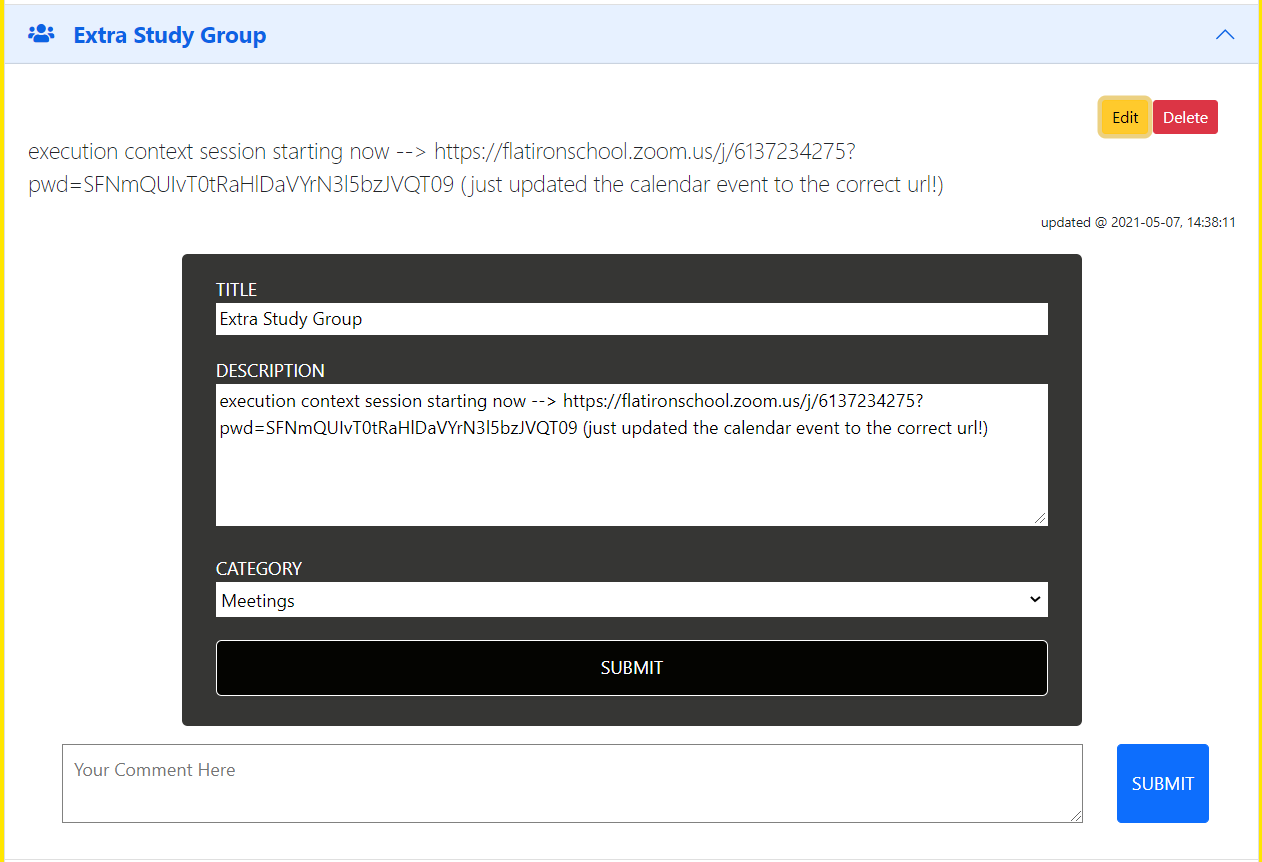 Extra Study Group
Edit Delete
execution context session starting now --> https://flatironschool.zoom.us/j/6137234275?
pwd=SFNmQUIvT0tRaHlDaVYrN3l5bzJVQT09 (just updated the calendar event to the correct url!)
updated @ 2021-05-07, 14:38:11
TITLE
Extra Study Group
DESCRIPTION
execution context session starting now --> https://flatironschool.zoom.us/j/6137234275?
pwd=SFNmQUIvT0tRaHlDaVYrN3l5bzJVQT09 (just updated the calendar event to the correct url!)
CATEGORY
Meetings
SUBMIT
Your Comment Here
SUBMIT